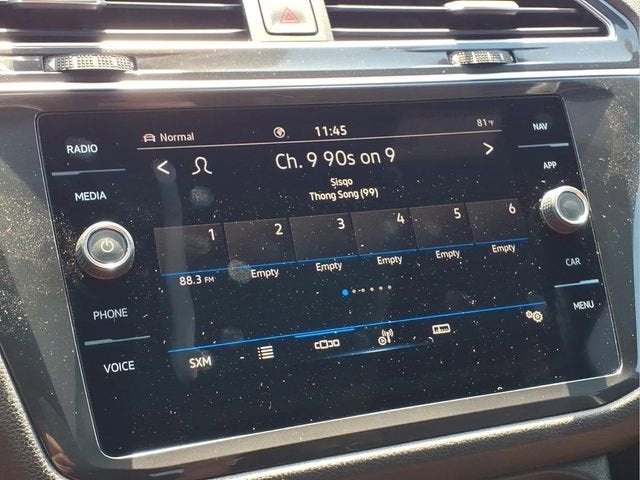 RADIO
MEDIA
PHONE
VOICE
Normal 11:45 81°F
Ch. 9 90s on 9
Sisqo
Thong Song (99)
1 2 3 4 5 6
88.3 FM Empty Empty Empty Empty Empty
SXM
NAV
APP
CAR
MENU